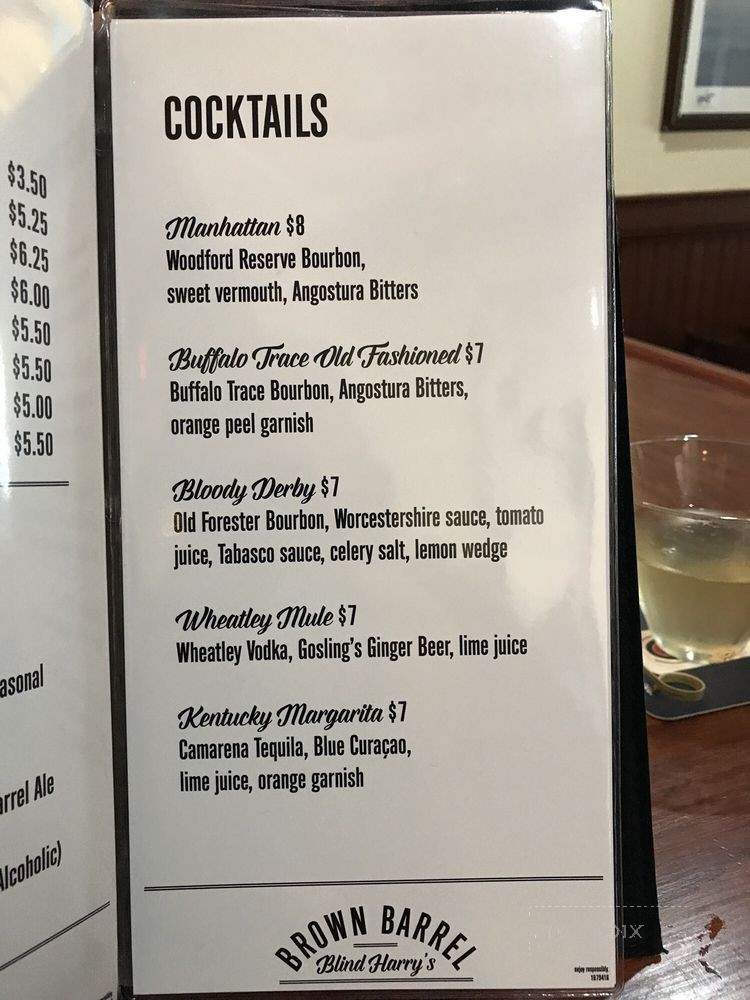 $3.50
$5.25
$6.25
$6.00
$5.50
$5.50
$5.00
$5.50
asonal
arrel Ale
Alcoholic)
COCKTAILS
Manhattan $8
Woodford Reserve Bourbon,
sweet vermouth, Angostura Bitters
Buffalo Trace Old Fashioned $7
Buffalo Trace Bourbon, Angostura Bitters,
orange peel garnish
Bloody Derby $7
Old Forester Bourbon, Worcestershire sauce, tomato
juice, Tabasco sauce, celery salt, lemon wedge
Wheatley Mule $7
Wheatley Vodka, Gosling's Ginger Beer, lime juice
Kentucky Margarita $7
Camarena Tequila, Blue Curaçao,
lime juice, orange garnish
BROWN BARREL
Blind Harry's
enjoy responsibly.